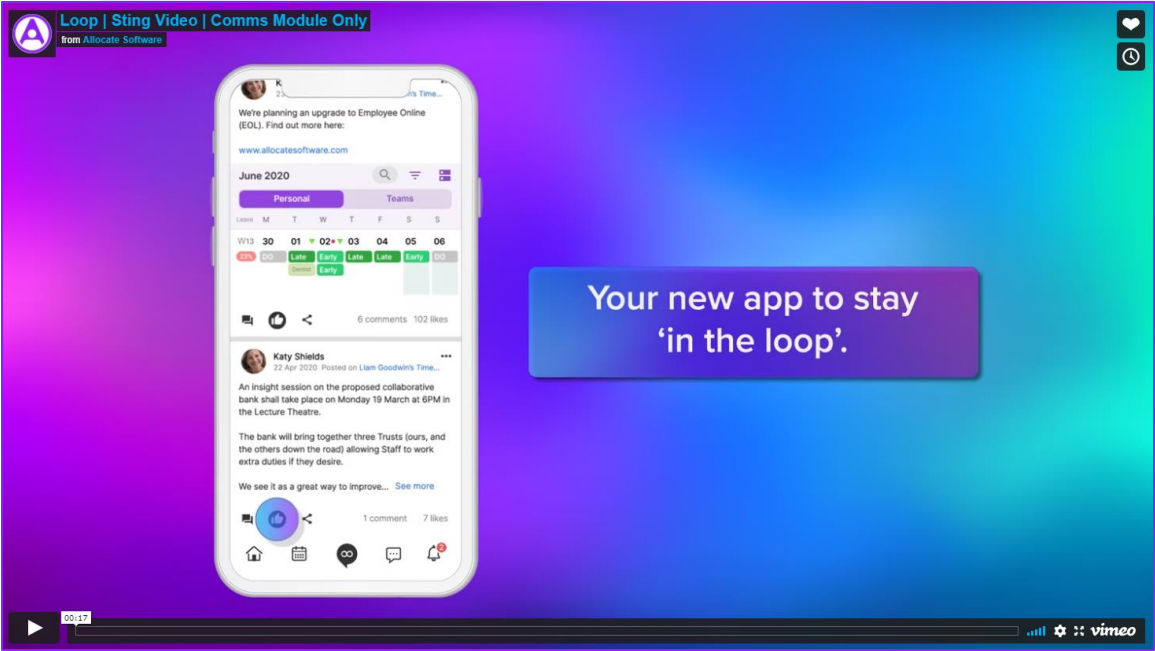 Loop | Sting Video | Comms Module Only
from Allocate Software
We're planning an upgrade to Employee Online
(EOL). Find out more here:
www.allocatesoftware.com
June 2020
Personal Teams
Leave M T W T F S S
W13 30 01 02 03 04 05 06
23% DO Late Early Late Late Early DO
Dentist Early
6 comments 102 likes
Katy Shields
22 Apr 2020 Posted on Liam Goodwin's Time...
An insight session on the proposed collaborative
bank shall take place on Monday 19 March at 6PM in
the Lecture Theatre.
The bank will bring together three Trusts (ours, and
the others down the road) allowing Staff to work
extra duties if they desire.
We see it as a great way to improve... See more
1 comment 7 likes
2
Your new app to stay
‘in the loop’.
00:17
vimeo